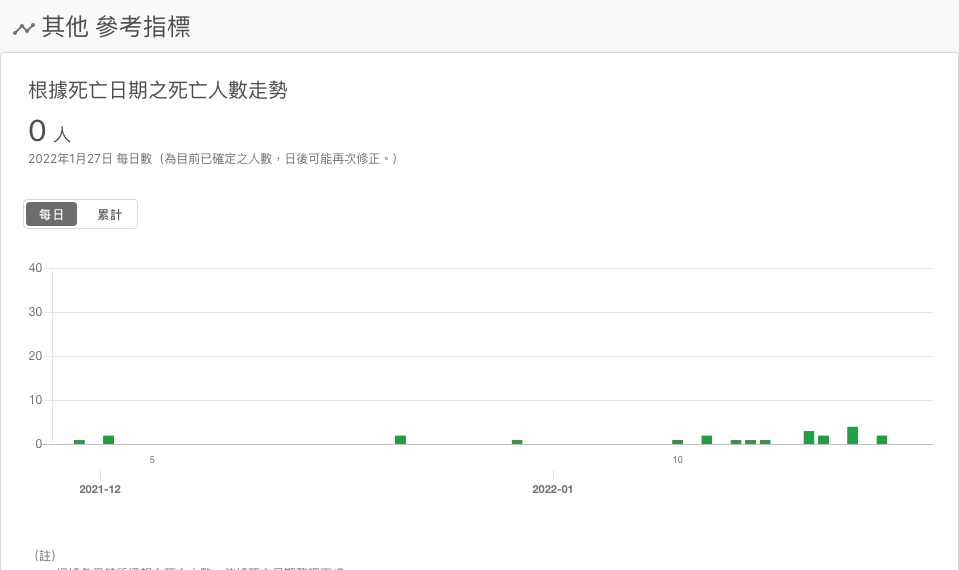 其他 參考指標
根據死亡日期之死亡人數走勢
0 人
2022年1月27日 每日數（為目前已確定之人數，日後可能再次修正。）
每日 累計
40
30
20
10
0
5 10
2021-12 2022-01
（註）